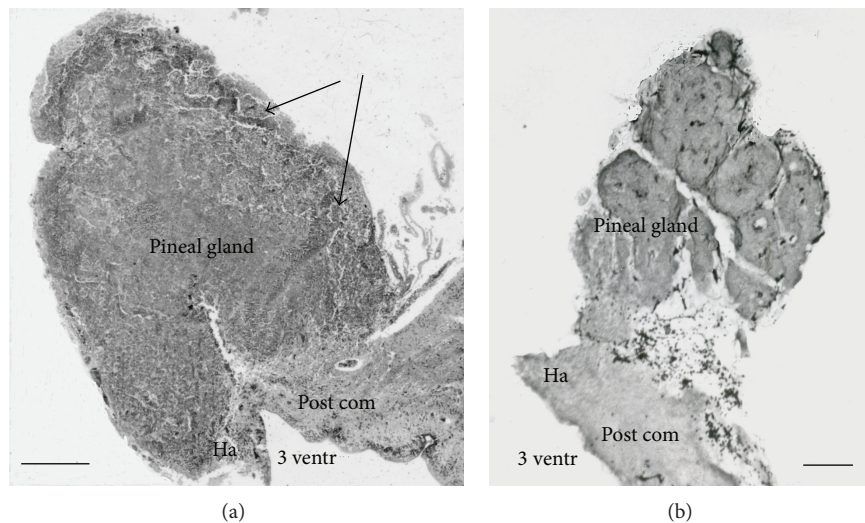 Pineal gland
Post com
Ha
3 ventr
(a)
Pineal gland
Ha
Post com
3 ventr
(b)